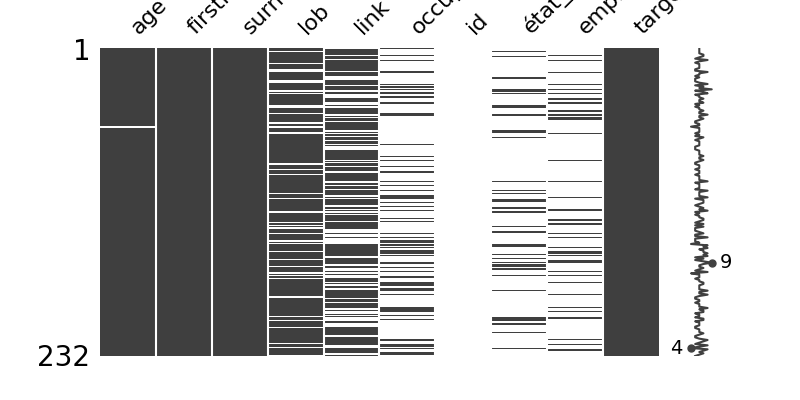 age
firstn
surn
lob
link
occu
id
état_
emp
targe
1
9
4
232